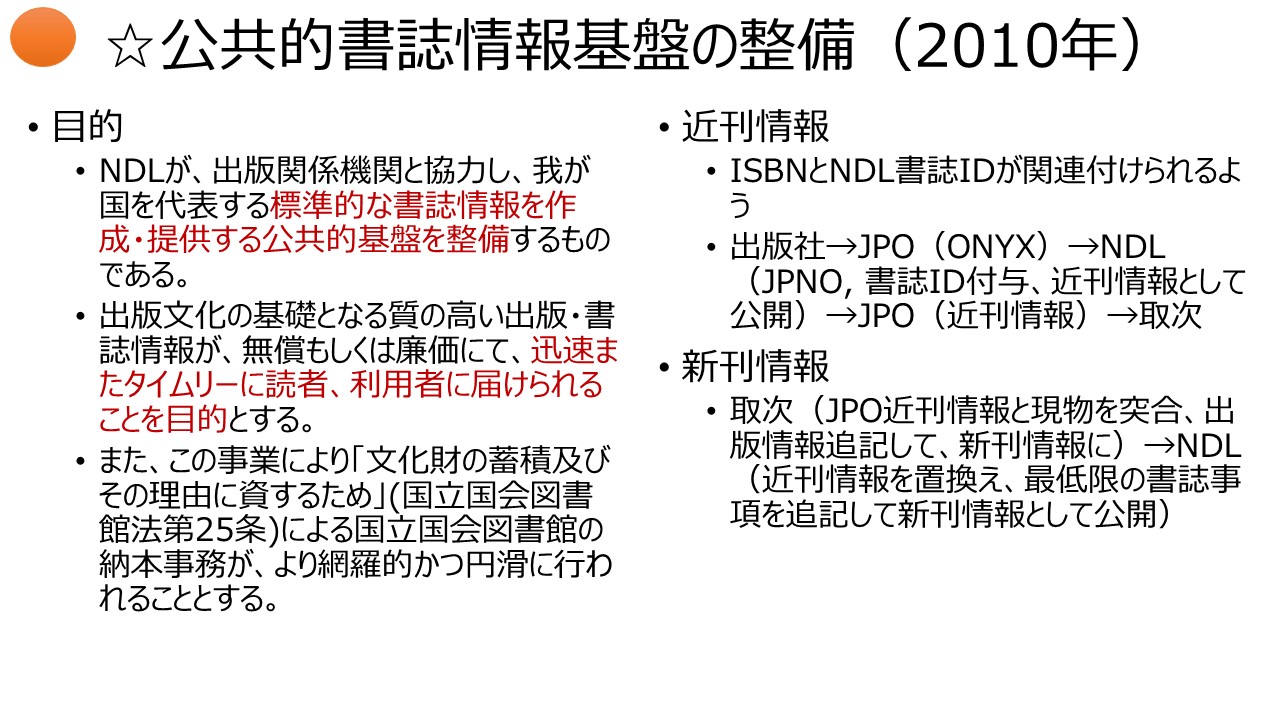 ☆公共的書誌情報基盤の整備（2010年）
• 目的
• NDLが、出版関係機関と協力し、我が
国を代表する標準的な書誌情報を作
成・提供する公共的基盤を整備するもの
である。
• 出版文化の基礎となる質の高い出版・書
誌情報が、無償もしくは廉価にて、迅速ま
たタイムリーに読者、利用者に届けられる
ことを目的とする。
• また、この事業により「文化財の蓄積及び
その理由に資するため」(国立国会図書
館法第25条)による国立国会図書館の
納本事務が、より網羅的かつ円滑に行わ
れることとする。
• 近刊情報
• ISBNとNDL書誌IDが関連付けられるよ
う
• 出版社→JPO（ONYX）→NDL
（JPNO, 書誌ID付与、近刊情報として
公開）→JPO（近刊情報）→取次
• 新刊情報
• 取次（JPO近刊情報と現物を突合、出
版情報追記して、新刊情報に）→NDL
（近刊情報を置換え、最低限の書誌事
項を追記して新刊情報として公開）